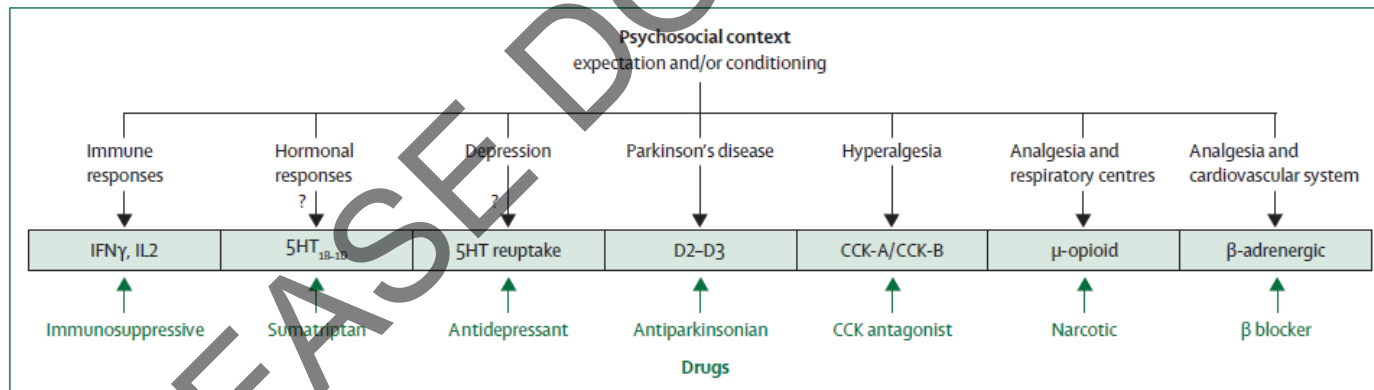 Psychosocial context
expectation and/or conditioning
Immune responses
Hormonal responses
?
Depression
?
Parkinson's disease
Hyperalgesia
Analgesia and respiratory centres
Analgesia and cardiovascular system
IFNγ, IL2
5HT1B–1D
5HT reuptake
D2–D3
CCK-A/CCK-B
μ-opioid
β-adrenergic
Immunosuppressive
Sumatriptan
Antidepressant
Antiparkinsonian
CCK antagonist
Narcotic
β blocker
Drugs
EASE DO